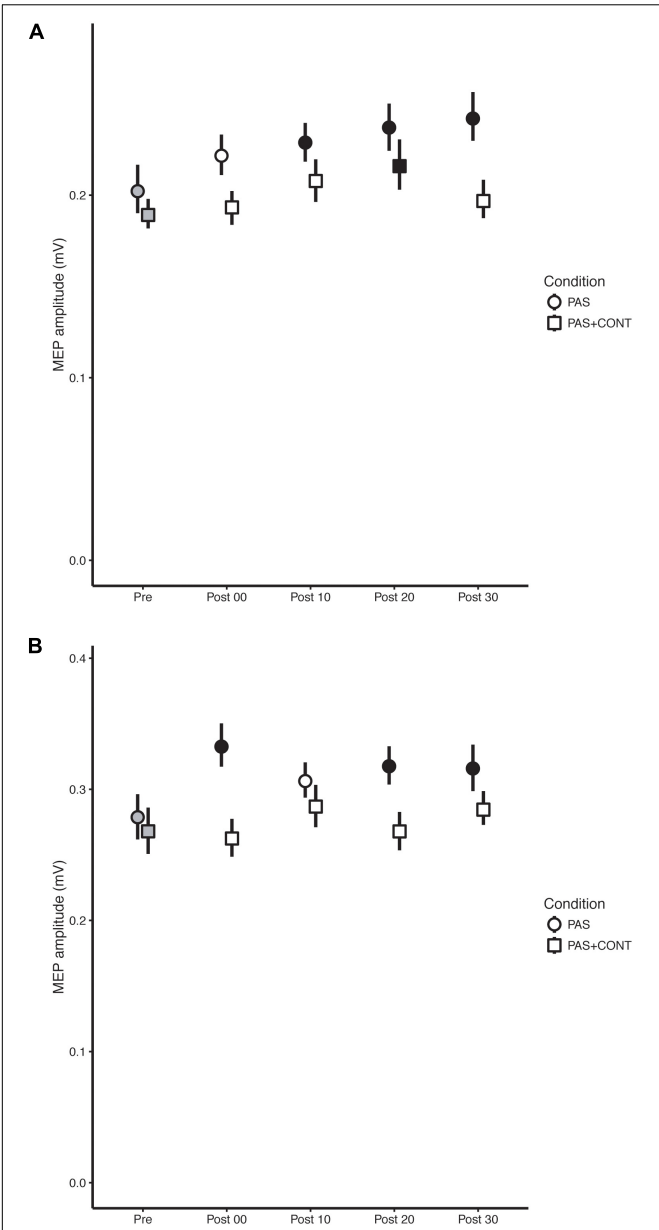 A
MEP amplitude (mV)
0.2
0.1
0.0
Pre Post 00 Post 10 Post 20 Post 30
Condition
PAS
PAS+CONT
B
MEP amplitude (mV)
0.4
0.3
0.2
0.1
0.0
Pre Post 00 Post 10 Post 20 Post 30
Condition
PAS
PAS+CONT